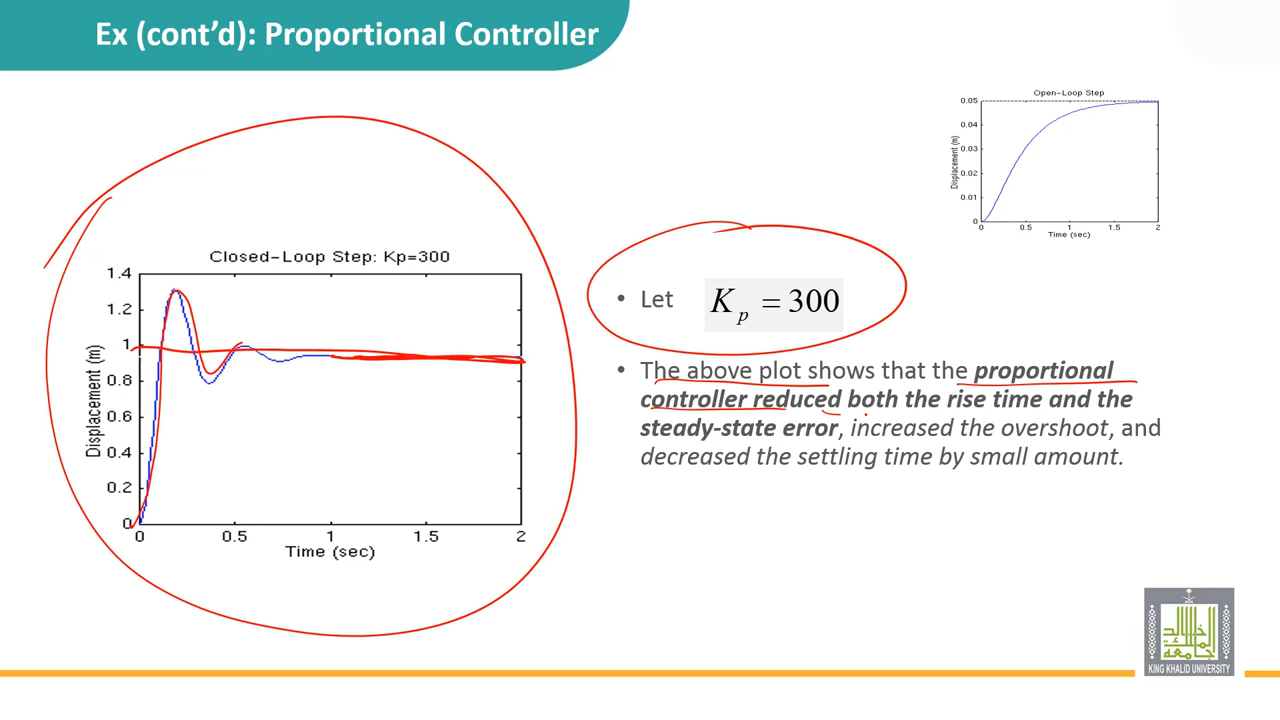 Ex (cont’d): Proportional Controller
Open-Loop Step
0.05
0.04
0.03
0.02
0.01
0
Displacement (m)
0 0.5 1 1.5 2
Time (sec)
Closed-Loop Step: Kp=300
1.4
1.2
1
0.8
0.6
0.4
0.2
0
Displacement (m)
0 0.5 1 1.5 2
Time (sec)
• Let K p = 300
• The above plot shows that the proportional
controller reduced both the rise time and the
steady-state error, increased the overshoot, and
decreased the settling time by small amount.
جامعة
الملك خالد
KING KHALID UNIVERSITY